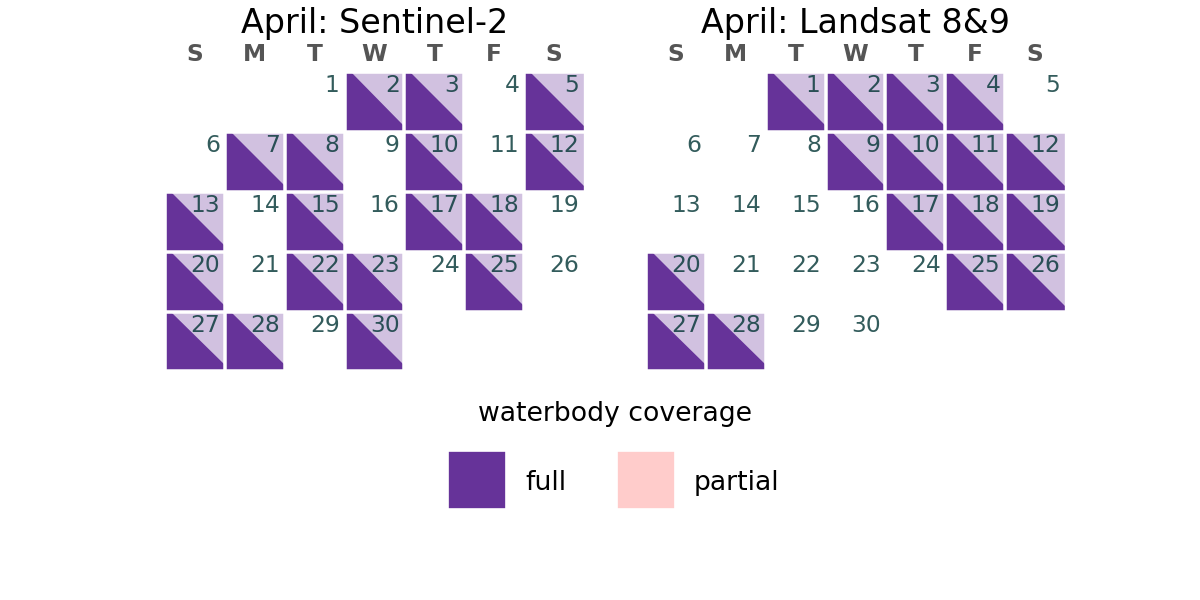 April: Sentinel-2
S M T W T F S
1 2 3 4 5
6 7 8 9 10 11 12
13 14 15 16 17 18 19
20 21 22 23 24 25 26
27 28 29 30
April: Landsat 8&9
S M T W T F S
1 2 3 4 5
6 7 8 9 10 11 12
13 14 15 16 17 18 19
20 21 22 23 24 25 26
27 28 29 30
waterbody coverage
full partial